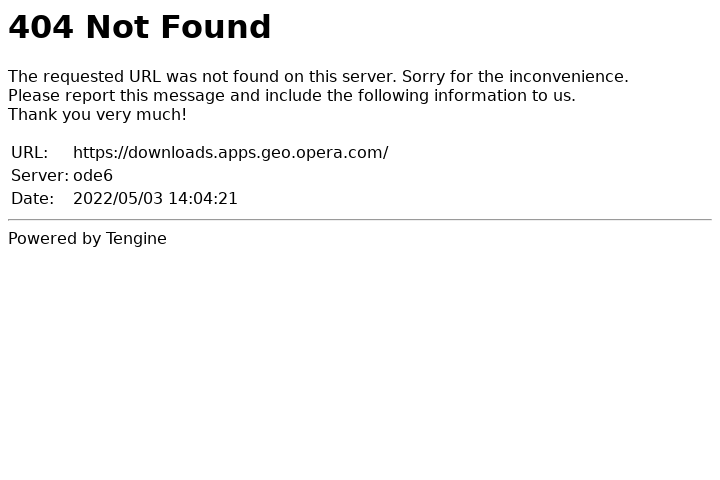 404 Not Found
The requested URL was not found on this server. Sorry for the inconvenience.
Please report this message and include the following information to us.
Thank you very much!
URL: https://downloads.apps.geo.opera.com/
Server: ode6
Date: 2022/05/03 14:04:21
Powered by Tengine